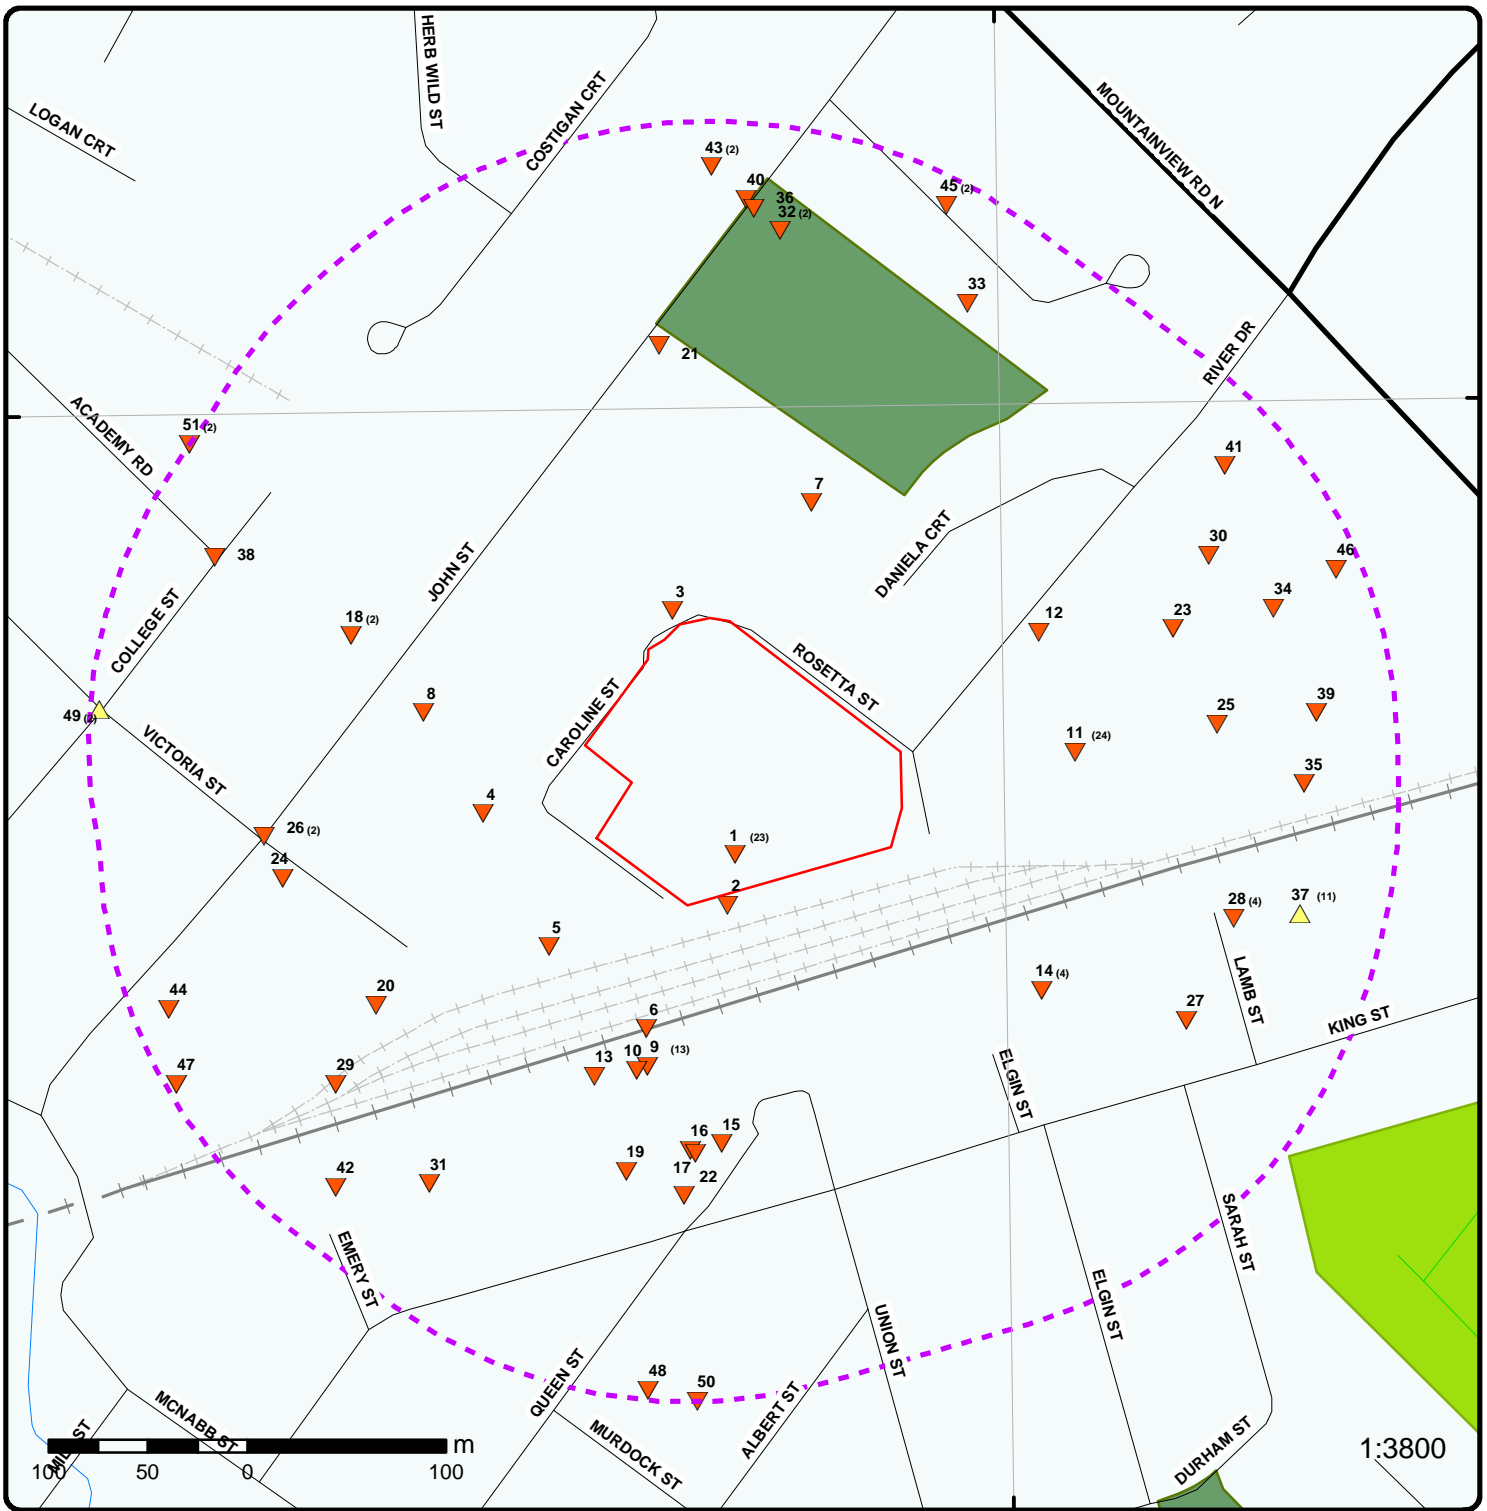 HERB WILD ST
COSTIGAN CRT
LOGAN CRT
MOUNTAINVIEW RD N
43 (2)
40
36
32 (2)
45 (2)
33
RIVER DR
21
ACADEMY RD
51 (2)
41
7
DANIELA CRT
30
46
38
JOHN ST
COLLEGE ST
18 (2)
3
12
23
34
ROSETTA ST
8
CAROLINE ST
49 (2)
VICTORIA ST
11 (24)
25
39
35
4
26 (2)
24
1 (23)
2
28 (4)
37 (11)
5
14 (4)
LAMB ST
44
20
6
27
KING ST
47
29
13
10
9 (13)
ELGIN ST
16
15
19
17
22
42
31
SARAH ST
EMERY ST
ELGIN ST
UNION ST
QUEEN ST
48
50
ALBERT ST
MCNABB ST
MURDOCK ST
DURHAM ST
MILL ST
m
100
50
0
100
1:3800